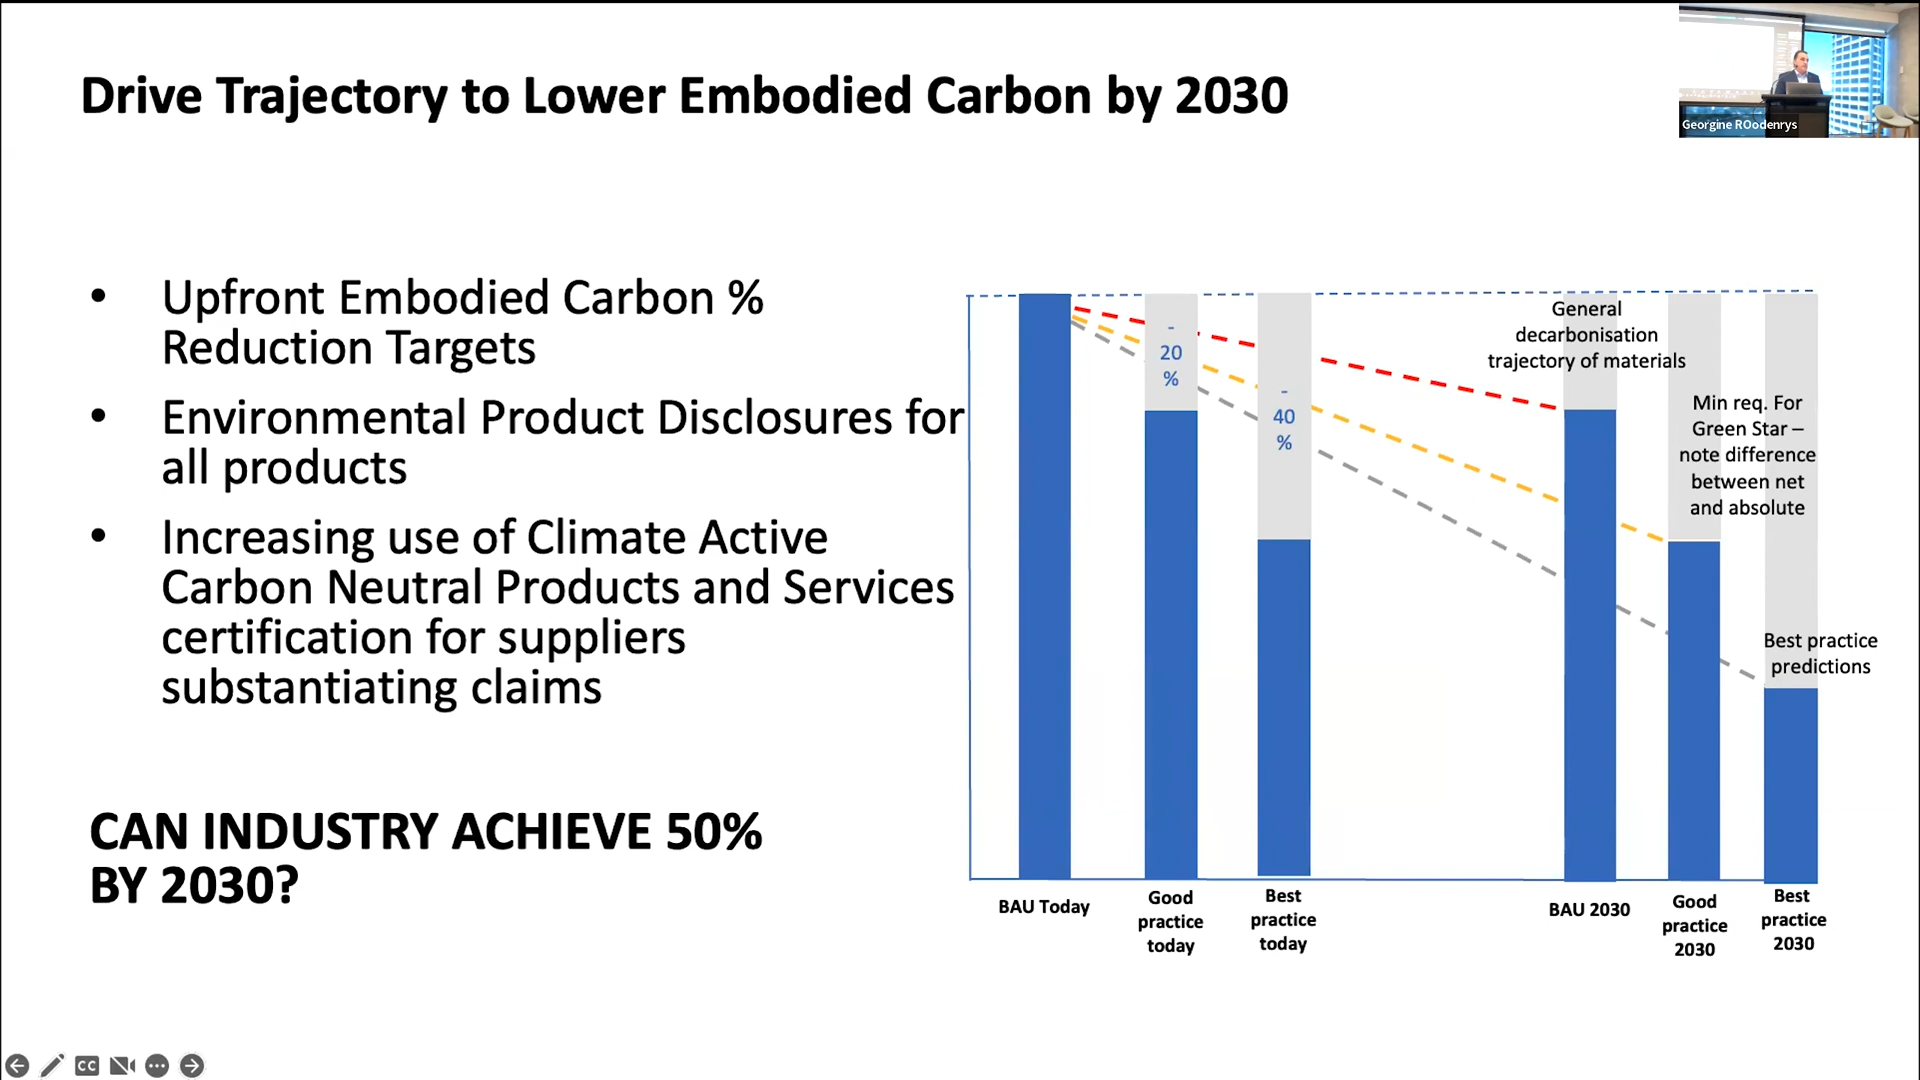 Drive Trajectory to Lower Embodied Carbon by 2030
Georgine ROodenrys
• Upfront Embodied Carbon %
Reduction Targets
• Environmental Product Disclosures for
all products
• Increasing use of Climate Active
Carbon Neutral Products and Services
certification for suppliers
substantiating claims
CAN INDUSTRY ACHIEVE 50%
BY 2030?
-
20
%
-
40
%
General
decarbonisation
trajectory of materials
Min req. For
Green Star –
note difference
between net
and absolute
Best practice
predictions
BAU Today
Good
practice
today
Best
practice
today
BAU 2030
Good
practice
2030
Best
practice
2030
CC